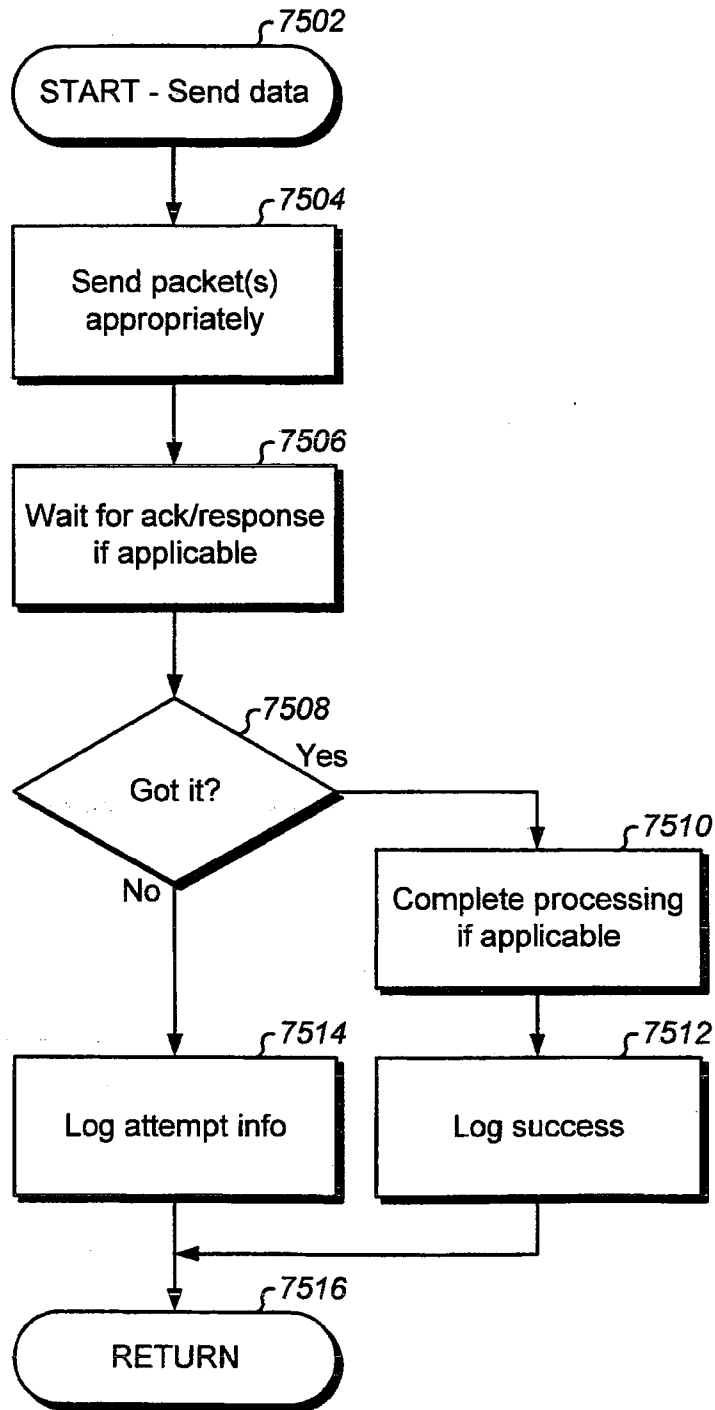 7502
START - Send data
7504
Send packet(s)
appropriately
7506
Wait for ack/response
if applicable
7508
Yes
Got it?
No
7510
Complete processing
if applicable
7514
Log attempt info
7512
Log success
7516
RETURN